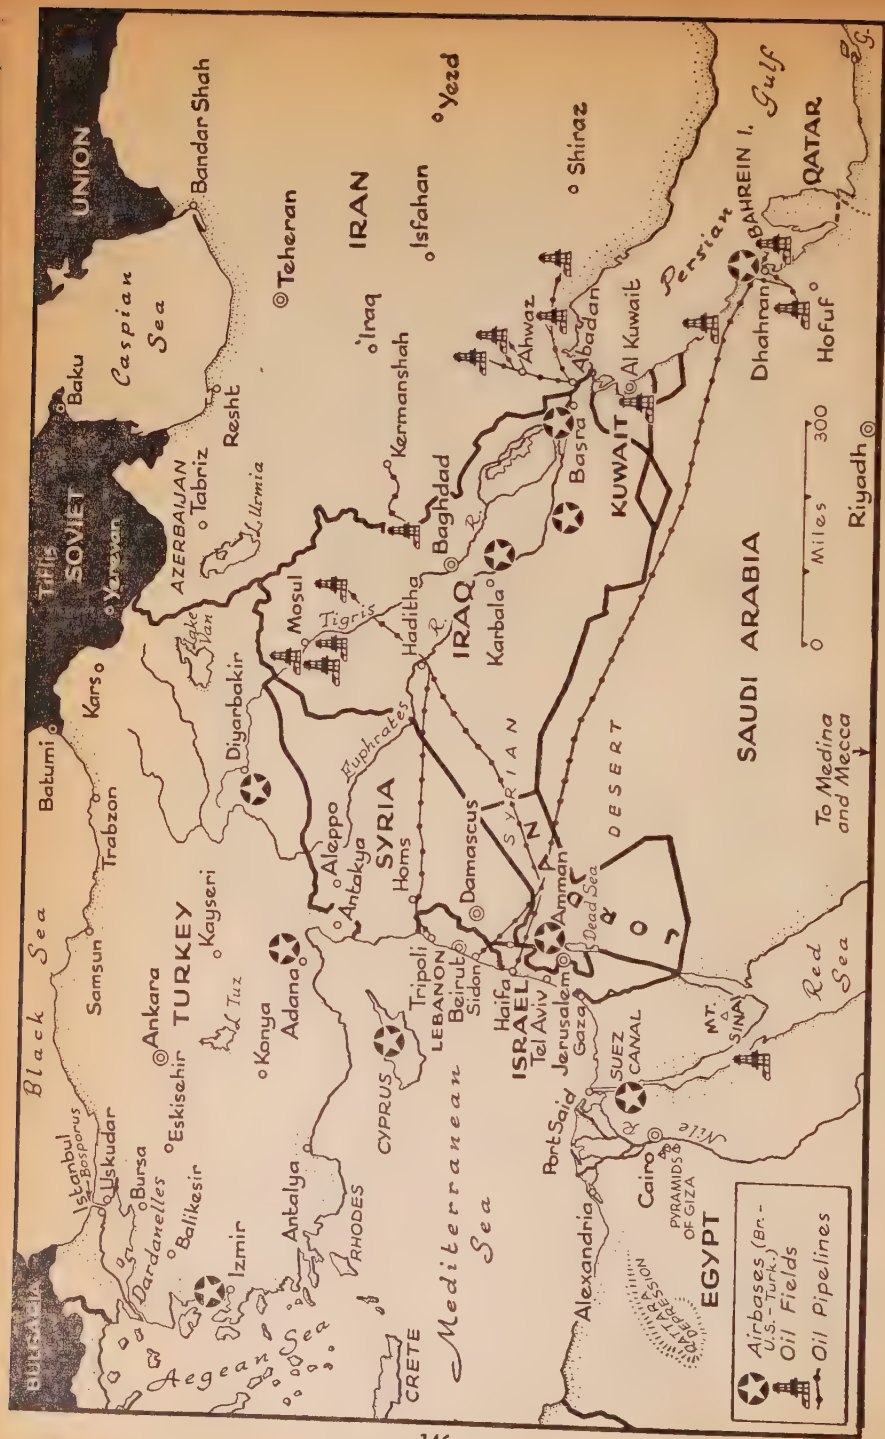 BULGARIA
Black Sea
THE
SOVIET
UNION
Batumi
Baku
Caspian
Sea
Istanbul
Bosporus
Uskudar
Samsun
Trabzon
Kars
Yerevan
Bandar Shah
Dardanelles
Bursa
Eskisehir
Ankara
TURKEY
Kayseri
Diyarbakir
Lake
Van
AZERBAIJAN
Tabriz
L. Urmia
Resht
Balikesir
Izmir
Aegean Sea
Konya
L Tuz
Adana
Antalya
RHODES
CRETE
CYPRUS
Antakya
Aleppo
SYRIA
Homs
Euphrates
R.
Mosul
Tigris
R.
Haditha
Teheran
IRAN
Iraq
Isfahan
Yezd
Kermanshah
Shiraz
Mediterranean
Sea
Tripoli
LEBANON
Beirut
Sidon
Damascus
Haifa
ISRAEL
Tel Aviv
Jerusalem
Gaza
Amman
Dead Sea
JORDAN
SYRIAN
DESERT
IRAQ
Baghdad
Karbala
Basra
Ahwaz
Abadan
KUWAIT
Al Kuwait
Persian
Gulf
BAHREIN I.
QATAR
Dhahran
Hofuf
G.
Alexandria
Port Said
SUEZ
CANAL
Cairo
Nile
R
PYRAMIDS
OF GIZA
QATTARA
DEPRESSION
EGYPT
MT.
SINAI
Red
Sea
SAUDI ARABIA
To Medina
and Mecca
Riyadh
0 300
Miles
Airbases (Br.-
U.S.-Turk.)
Oil Fields
Oil Pipelines
146